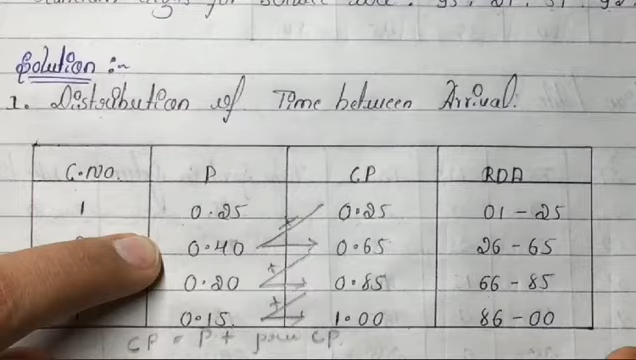 Solution :-
1. Distribution of Time between Arrival.
C.NO. P CP RDA
1 0.25 0.25 01 - 25
0.40 0.65 26 - 65
0.20 0.85 66 - 85
0.15 1.00 86 - 00
CP = P + prev CP.